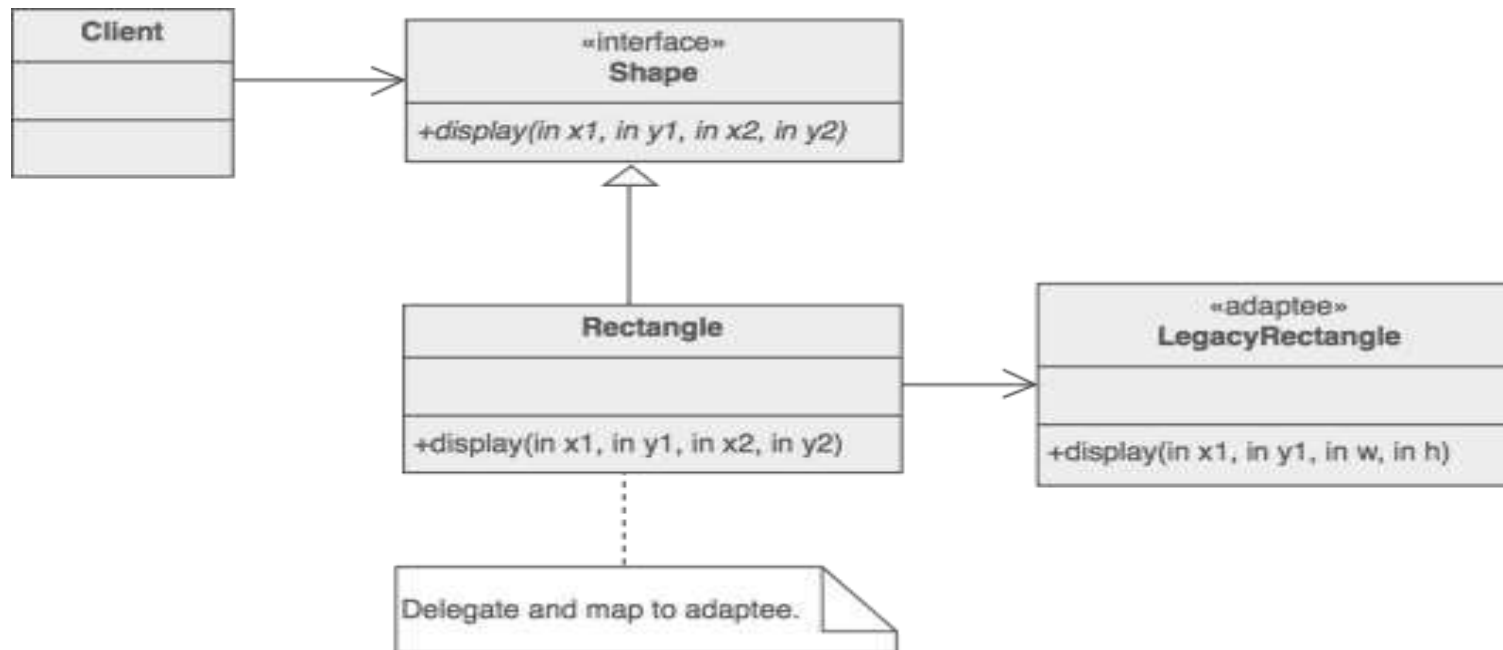 Client
«interface»
Shape
+display(in x1, in y1, in x2, in y2)
Rectangle
+display(in x1, in y1, in x2, in y2)
«adaptee»
LegacyRectangle
+display(in x1, in y1, in w, in h)
Delegate and map to adaptee.